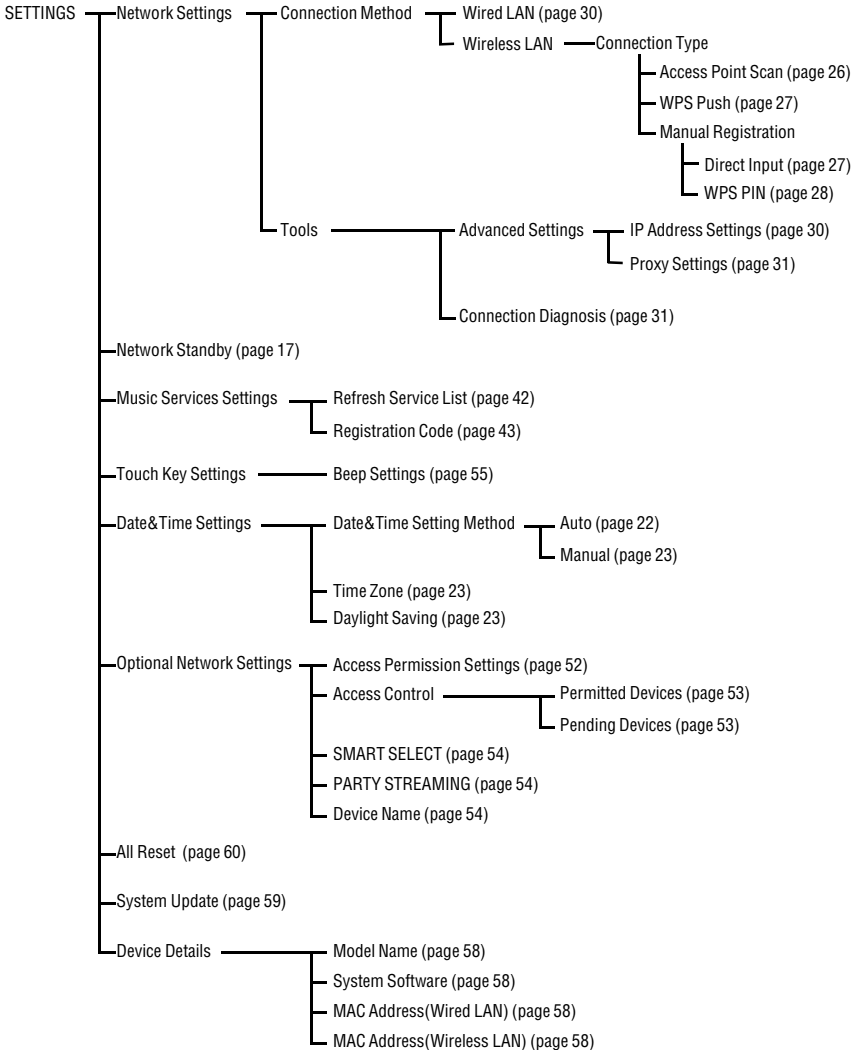 SETTINGS
Network Settings
Connection Method
Wired LAN (page 30)
Wireless LAN
Connection Type
Access Point Scan (page 26)
WPS Push (page 27)
Manual Registration
Direct Input (page 27)
WPS PIN (page 28)
Tools
Advanced Settings
IP Address Settings (page 30)
Proxy Settings (page 31)
Connection Diagnosis (page 31)
Network Standby (page 17)
Music Services Settings
Refresh Service List (page 42)
Registration Code (page 43)
Touch Key Settings
Beep Settings (page 55)
Date&Time Settings
Date&Time Setting Method
Auto (page 22)
Manual (page 23)
Time Zone (page 23)
Daylight Saving (page 23)
Optional Network Settings
Access Permission Settings (page 52)
Access Control
Permitted Devices (page 53)
Pending Devices (page 53)
SMART SELECT (page 54)
PARTY STREAMING (page 54)
Device Name (page 54)
All Reset (page 60)
System Update (page 59)
Device Details
Model Name (page 58)
System Software (page 58)
MAC Address(Wired LAN) (page 58)
MAC Address(Wireless LAN) (page 58)